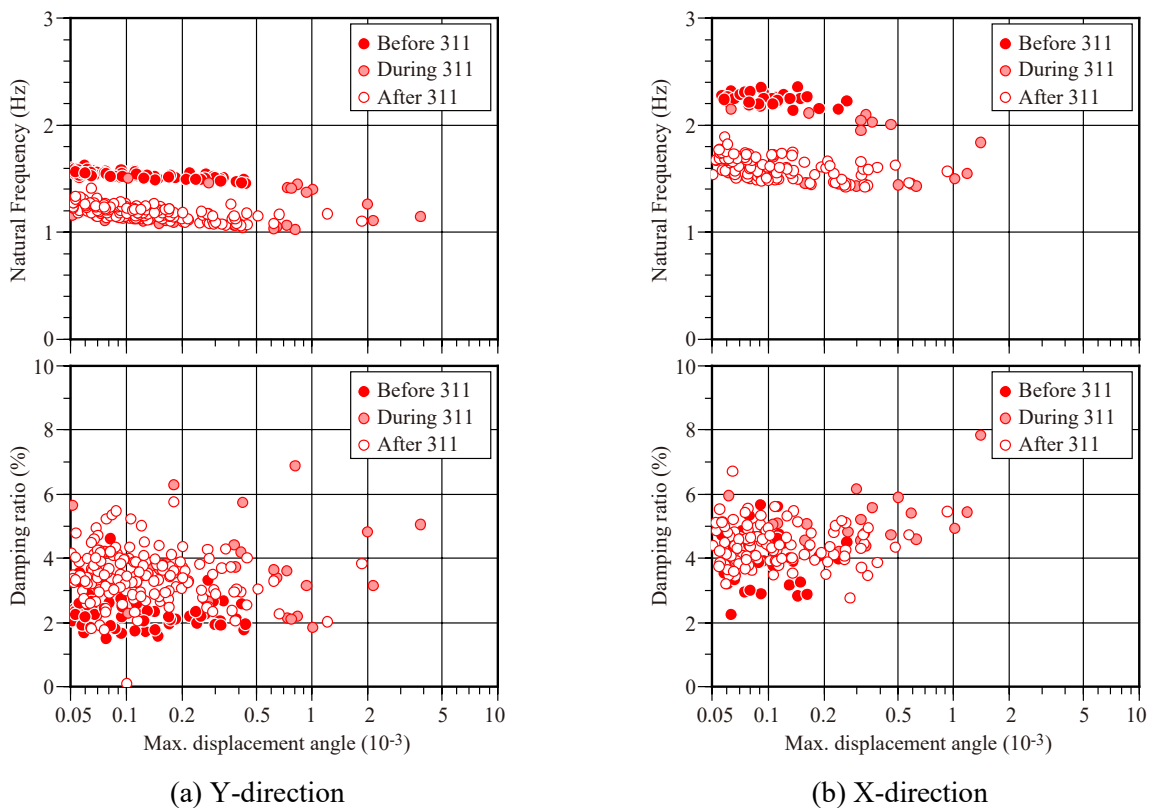 3
2
1
0
Natural Frequency (Hz)
Before 311
During 311
After 311
10
8
6
4
2
0
Damping ratio (%)
Before 311
During 311
After 311
0.05 0.1 0.2 0.5 1 2 5 10
Max. displacement angle (10-3)
(a) Y-direction
3
2
1
0
Natural Frequency (Hz)
Before 311
During 311
After 311
10
8
6
4
2
0
Damping ratio (%)
Before 311
During 311
After 311
0.05 0.1 0.2 0.5 1 2 5 10
Max. displacement angle (10-3)
(b) X-direction